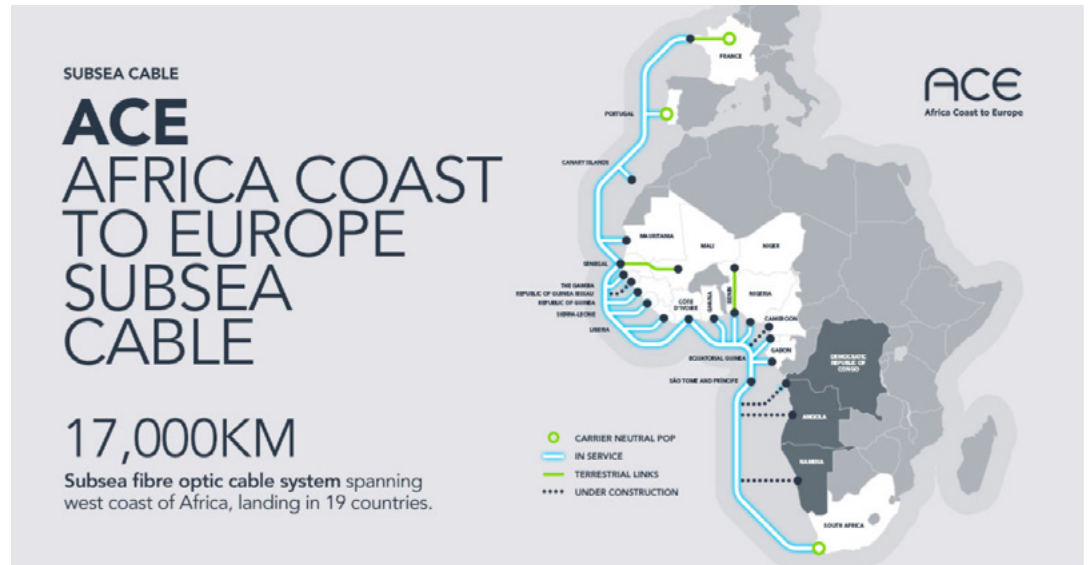 SUBSEA CABLE
ACE
AFRICA COAST
TO EUROPE
SUBSEA
CABLE
17,000KM
Subsea fibre optic cable system spanning
west coast of Africa, landing in 19 countries.
ACE
Africa Coast to Europe
FRANCE
PORTUGAL
CANARY ISLANDS
MAURITANIA
MALI
NIGER
SENEGAL
THE GAMBIA
REPUBLIC OF GUINEA BISSAU
REPUBLIC OF GUINEA
SIERRA-LEONE
LIBERIA
CÔTE
D'IVOIRE
GHANA
BENIN
NIGERIA
CAMEROON
EQUATORIAL GUINEA
GABON
SÃO TOME AND PRÍNCIPE
DEMOCRATIC
REPUBLIC OF
CONGO
ANGOLA
NAMIBIA
SOUTH AFRICA
CARRIER NEUTRAL POP
IN SERVICE
TERRESTRIAL LINKS
UNDER CONSTRUCTION